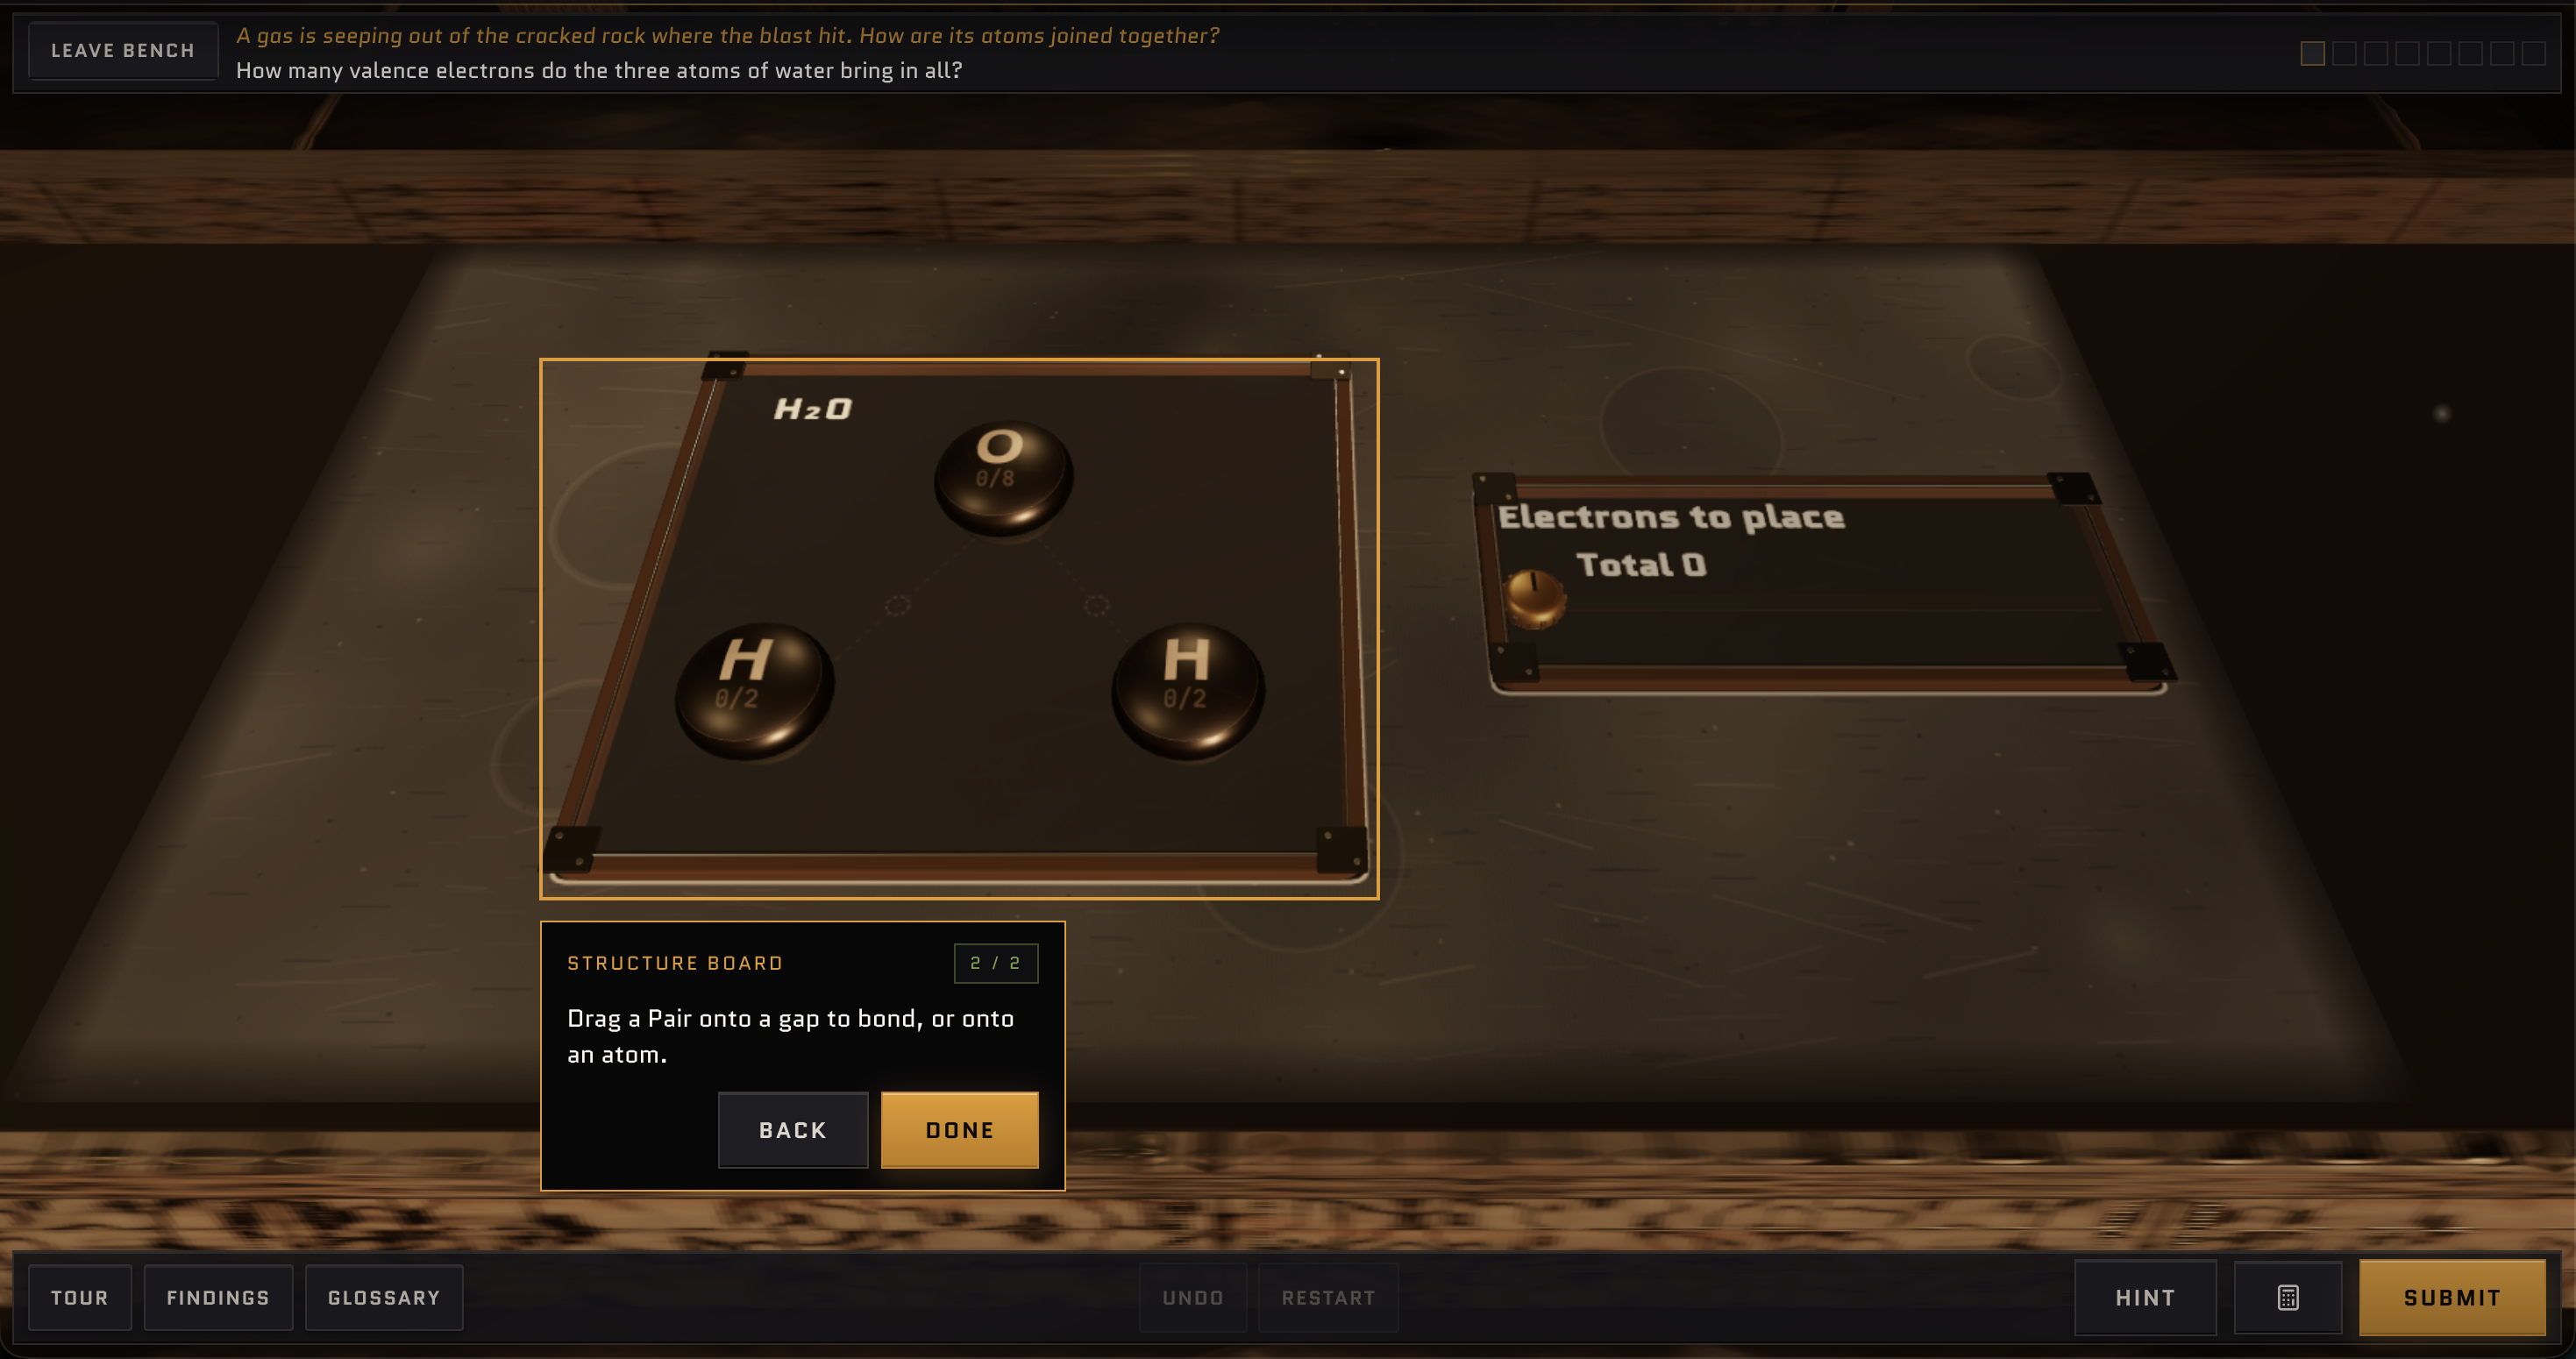 LEAVE BENCH
A gas is seeping out of the cracked rock where the blast hit. How are its atoms joined together?
How many valence electrons do the three atoms of water bring in all?
H₂O
O
0/8
H
0/2
H
0/2
Electrons to place
Total 0
STRUCTURE BOARD
2 / 2
Drag a Pair onto a gap to bond, or onto
an atom.
BACK
DONE
TOUR
FINDINGS
GLOSSARY
UNDO
RESTART
HINT
SUBMIT